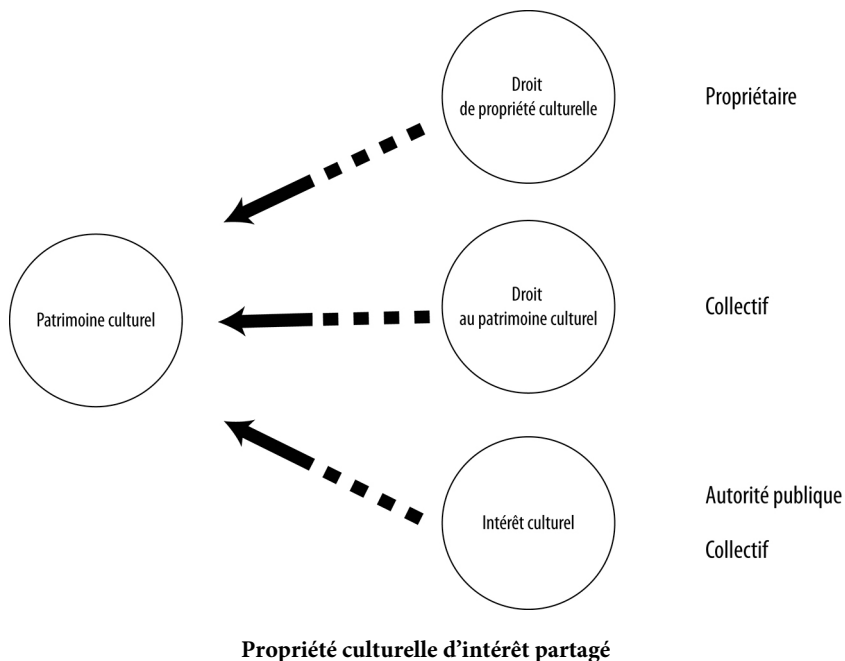 Droit
de propriété culturelle
Propriétaire
Patrimoine culturel
Droit
au patrimoine culturel
Collectif
Intérêt culturel
Autorité publique
Collectif
Propriété culturelle d’intérêt partagé